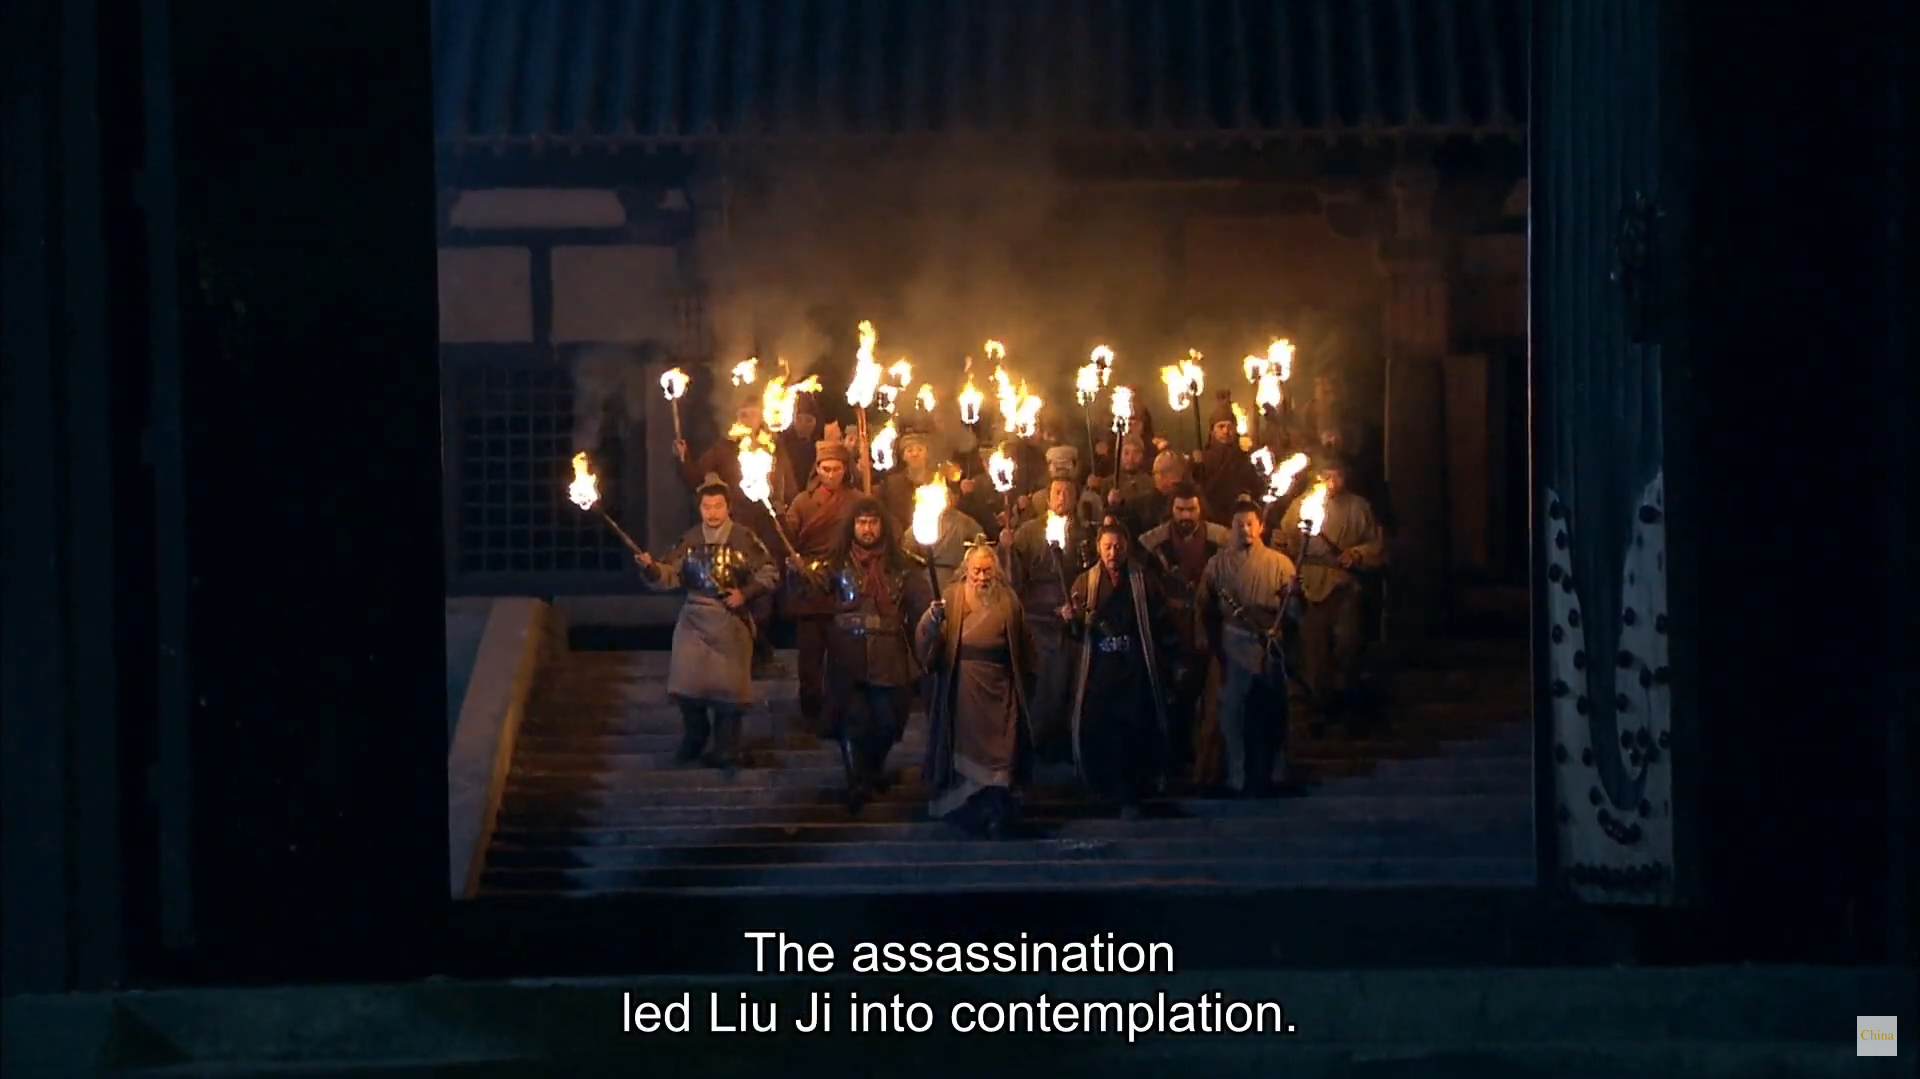 The assassination
led Liu Ji into contemplation.
China